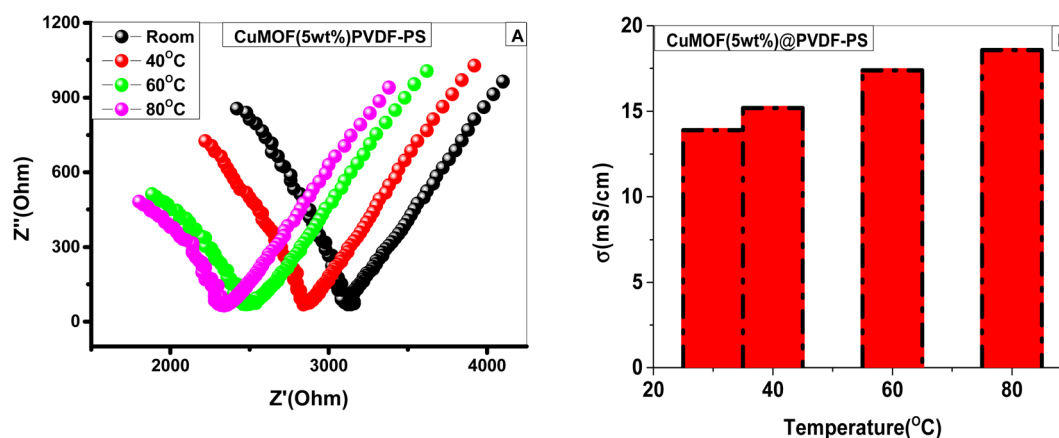 CuMOF(5wt%)PVDF-PS
A
Room
40°C
60°C
80°C
Z''(Ohm)
1200
900
600
300
0
2000
3000
4000
Z'(Ohm)
CuMOF(5wt%)@PVDF-PS
σ(mS/cm)
20
15
10
5
0
20
40
60
80
Temperature(°C)